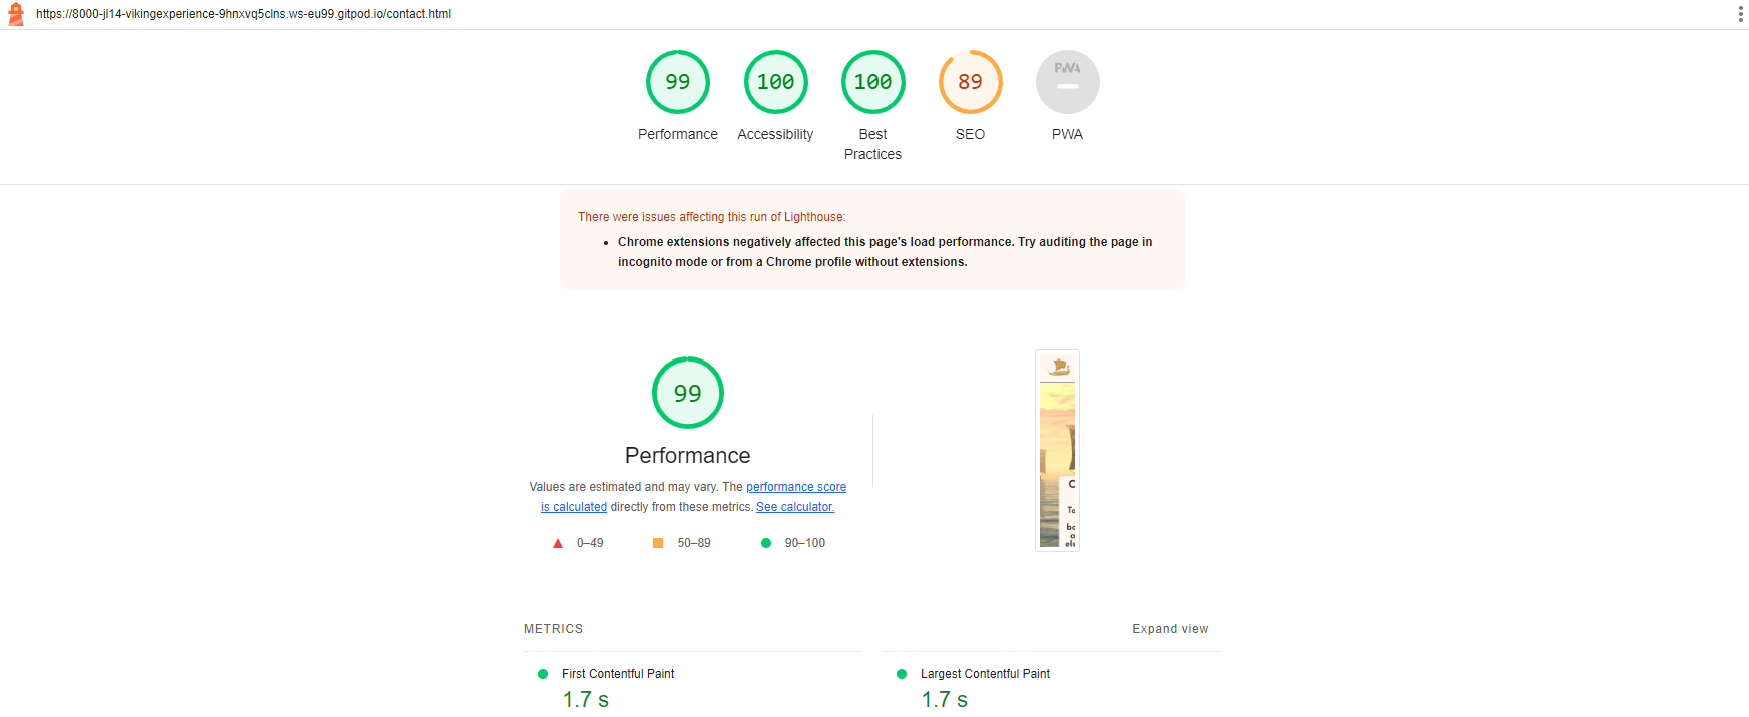 https://8000-jl14-vikingexperience-9hnxvq5clns.ws-eu99.gitpod.io/contact.html
99
100
100
89
PWA
Performance
Accessibility
Best
Practices
SEO
PWA
There were issues affecting this run of Lighthouse:
Chrome extensions negatively affected this page's load performance. Try auditing the page in
incognito mode or from a Chrome profile without extensions.
99
Performance
Values are estimated and may vary. The performance score
is calculated directly from these metrics. See calculator.
0–49
50–89
90–100
C
To
be
a
el
METRICS
Expand view
First Contentful Paint
1.7 s
Largest Contentful Paint
1.7 s